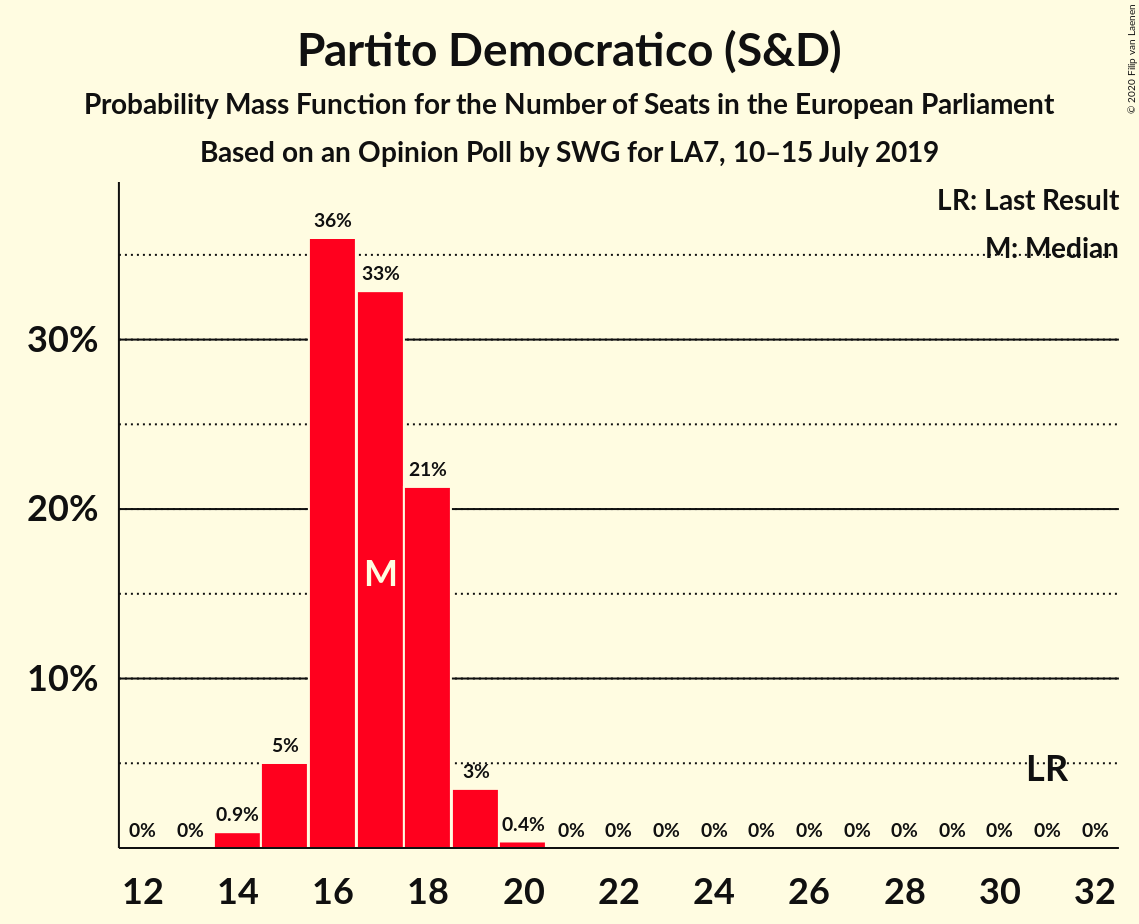 Partito Democratico (S&D)
Probability Mass Function for the Number of Seats in the European Parliament
Based on an Opinion Poll by SWG for LA7, 10–15 July 2019
© 2020 Filip van Laenen
LR: Last Result
M: Median
30%
20%
10%
0% 0% 0.9% 5% 36% 33% 21% 3% 0.4% 0% 0% 0% 0% 0% 0% 0% 0% 0% 0% 0% 0%
M
LR
12 14 16 18 20 22 24 26 28 30 32